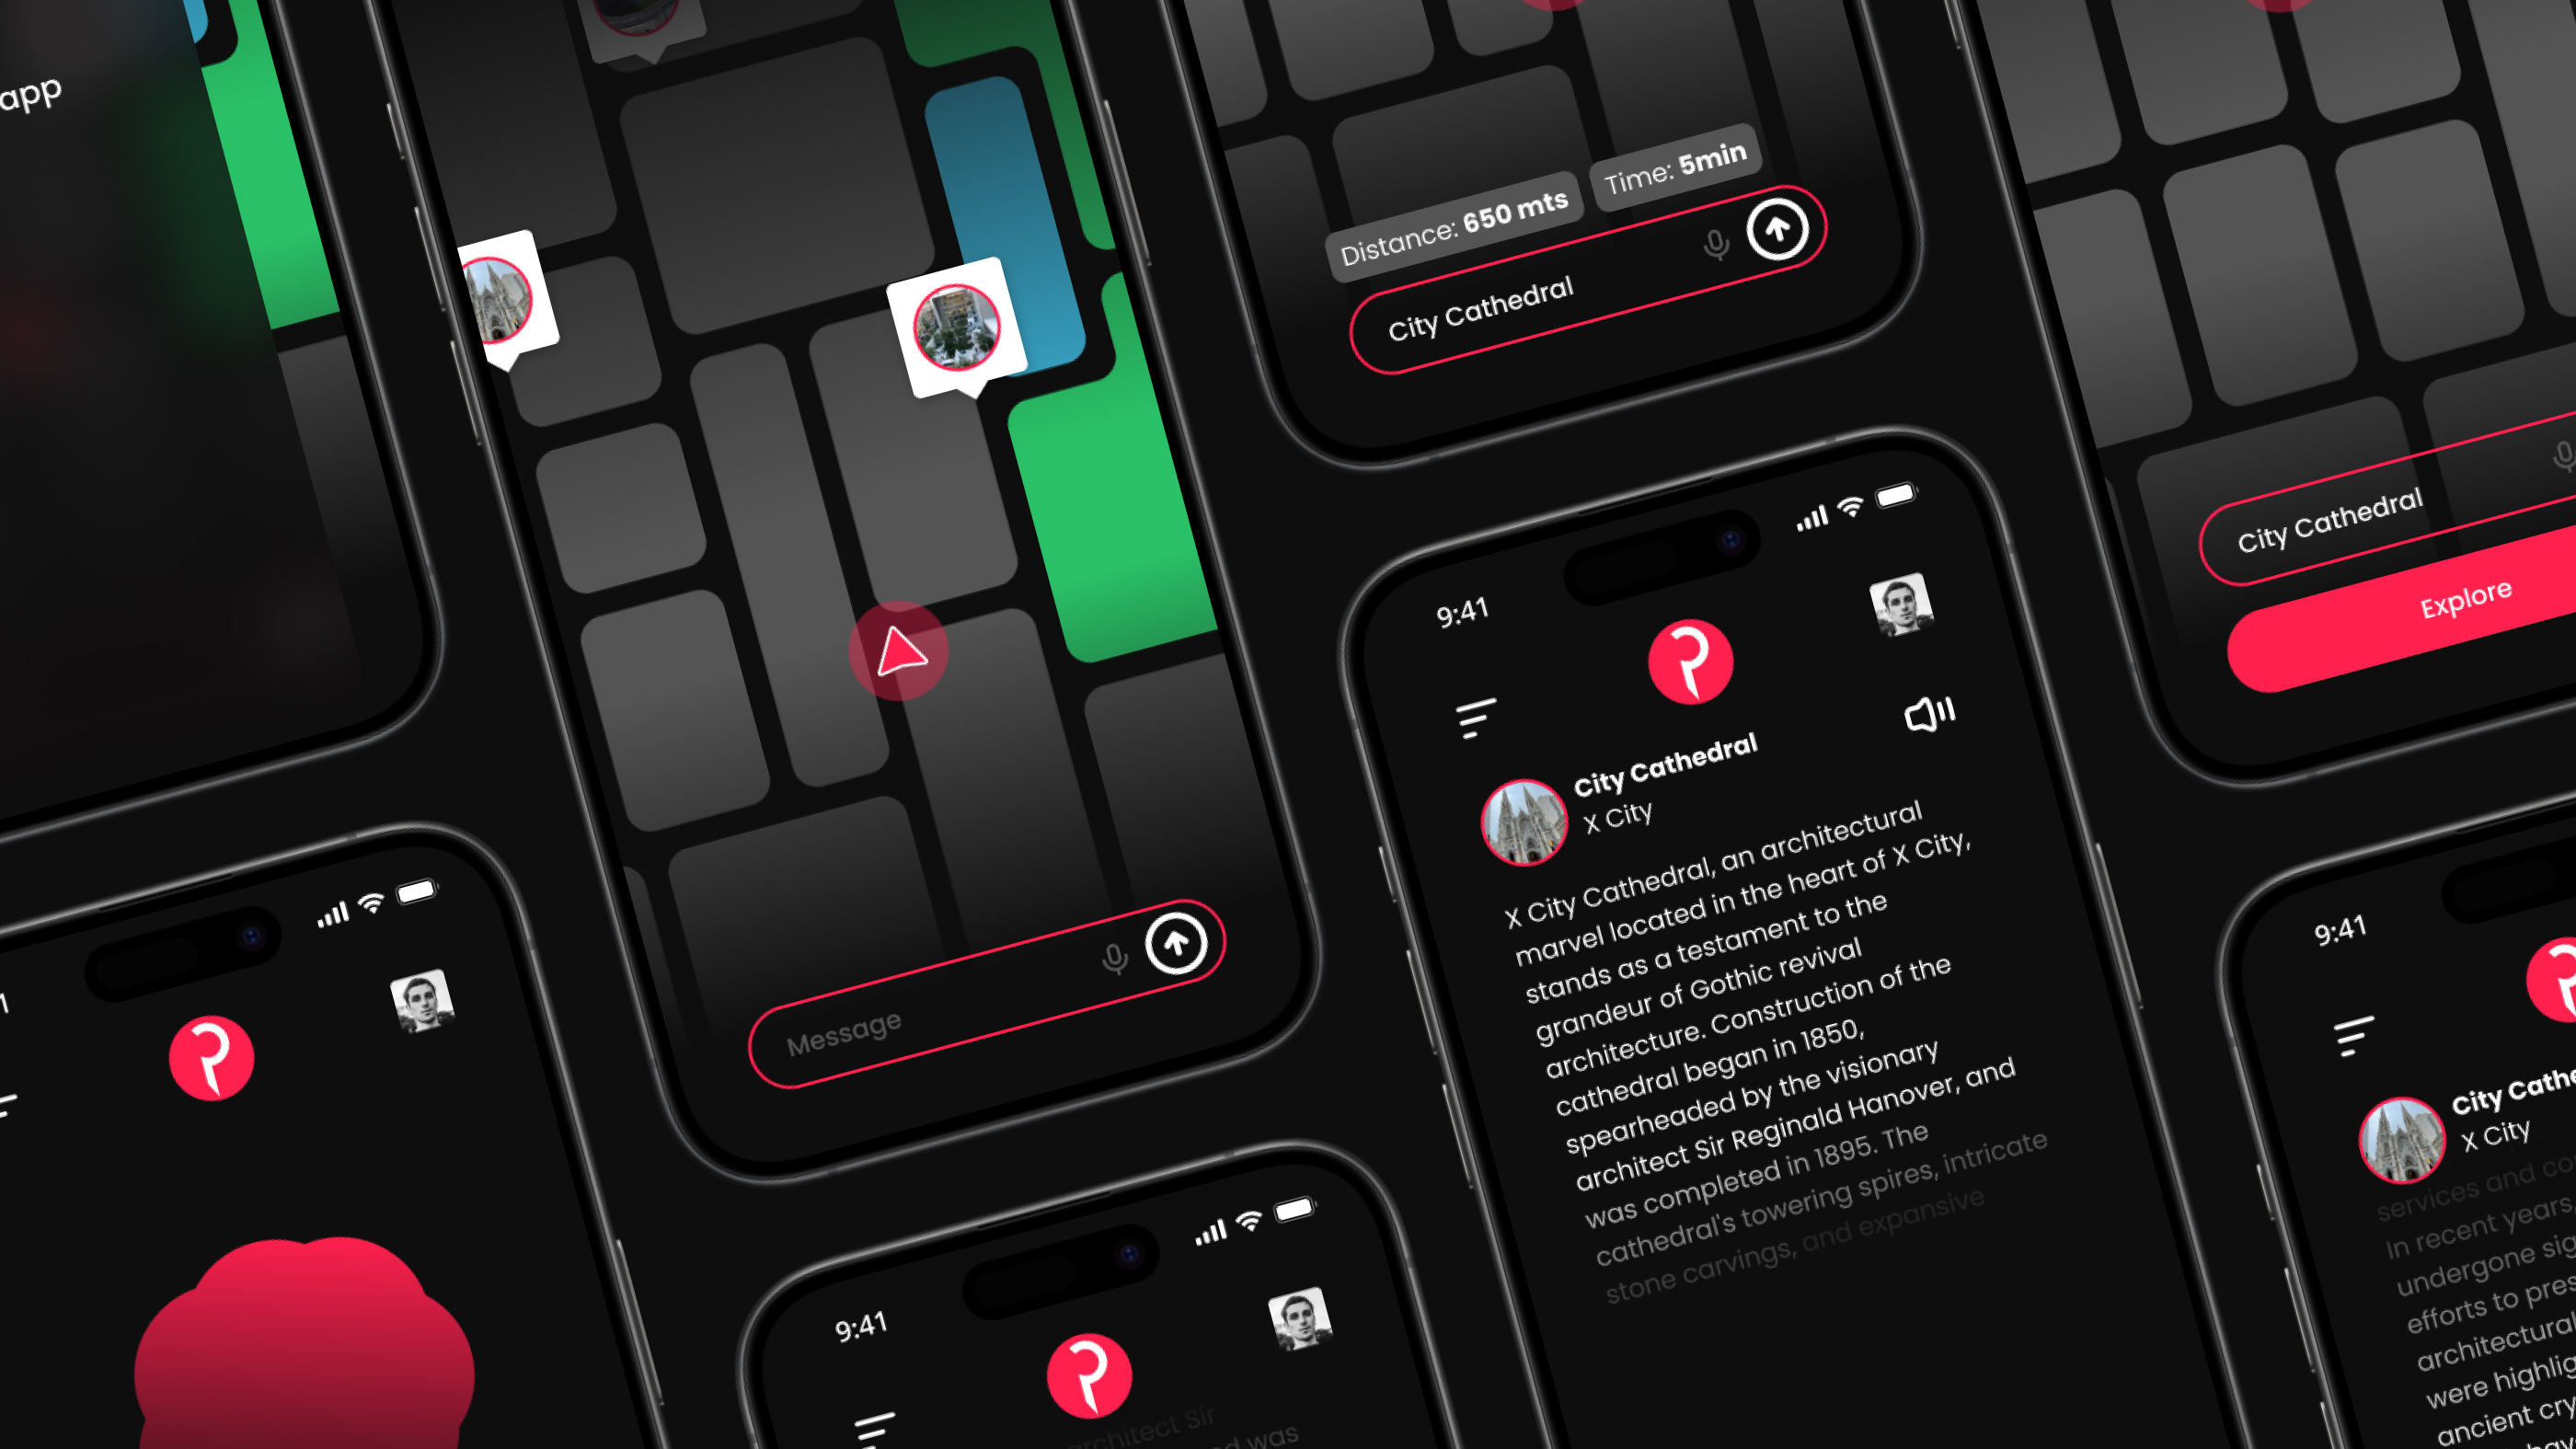 app
Distance: 650 mts
Time: 5min
City Cathedral
City Cathedral
Explore
Message
9:41
City Cathedral
X City
X City Cathedral, an architectural
marvel located in the heart of X City,
stands as a testament to the
grandeur of Gothic revival
architecture. Construction of the
cathedral began in 1850,
spearheaded by the visionary
architect Sir Reginald Hanover, and
was completed in 1895. The
cathedral's towering spires, intricate
stone carvings, and expansive
9:41
architect Sir
was
9:41
City Cathe
X City
services and co
In recent years,
undergone sig
efforts to pres
architectural
were highlig
ancient cry